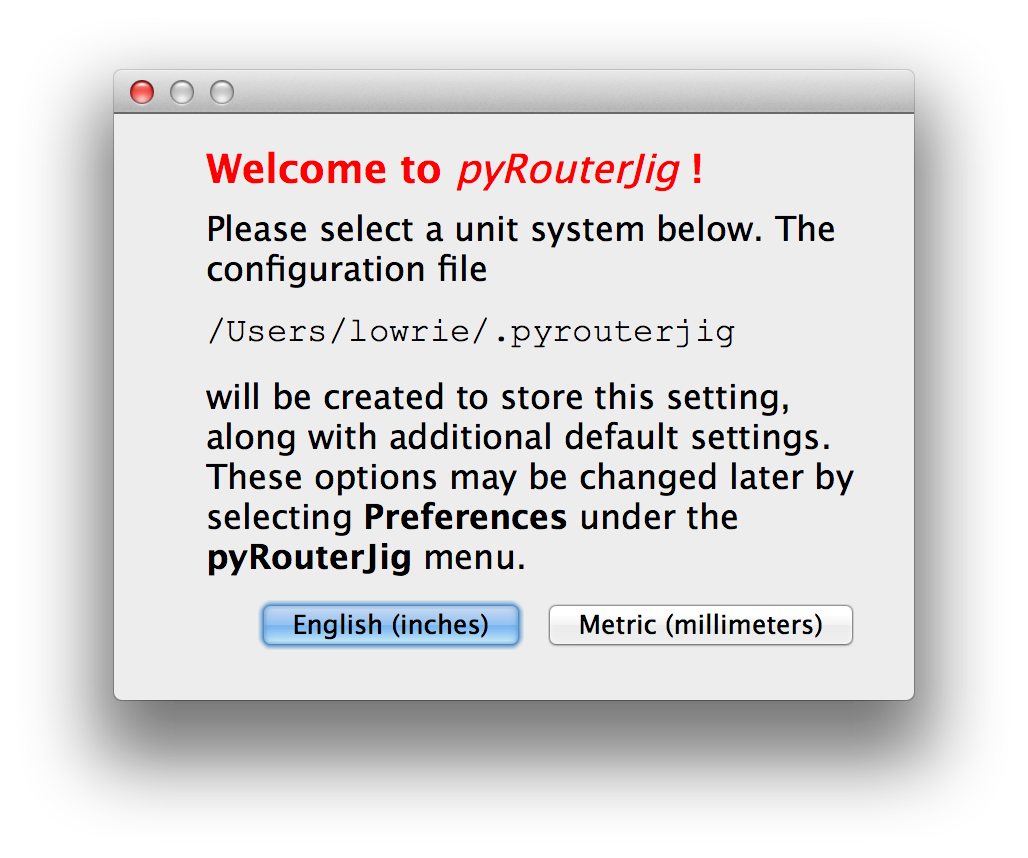 Welcome to pyRouterJig !
Please select a unit system below. The
configuration file
/Users/lowrie/.pyrouterjig
will be created to store this setting,
along with additional default settings.
These options may be changed later by
selecting Preferences under the
pyRouterJig menu.
English (inches) Metric (millimeters)